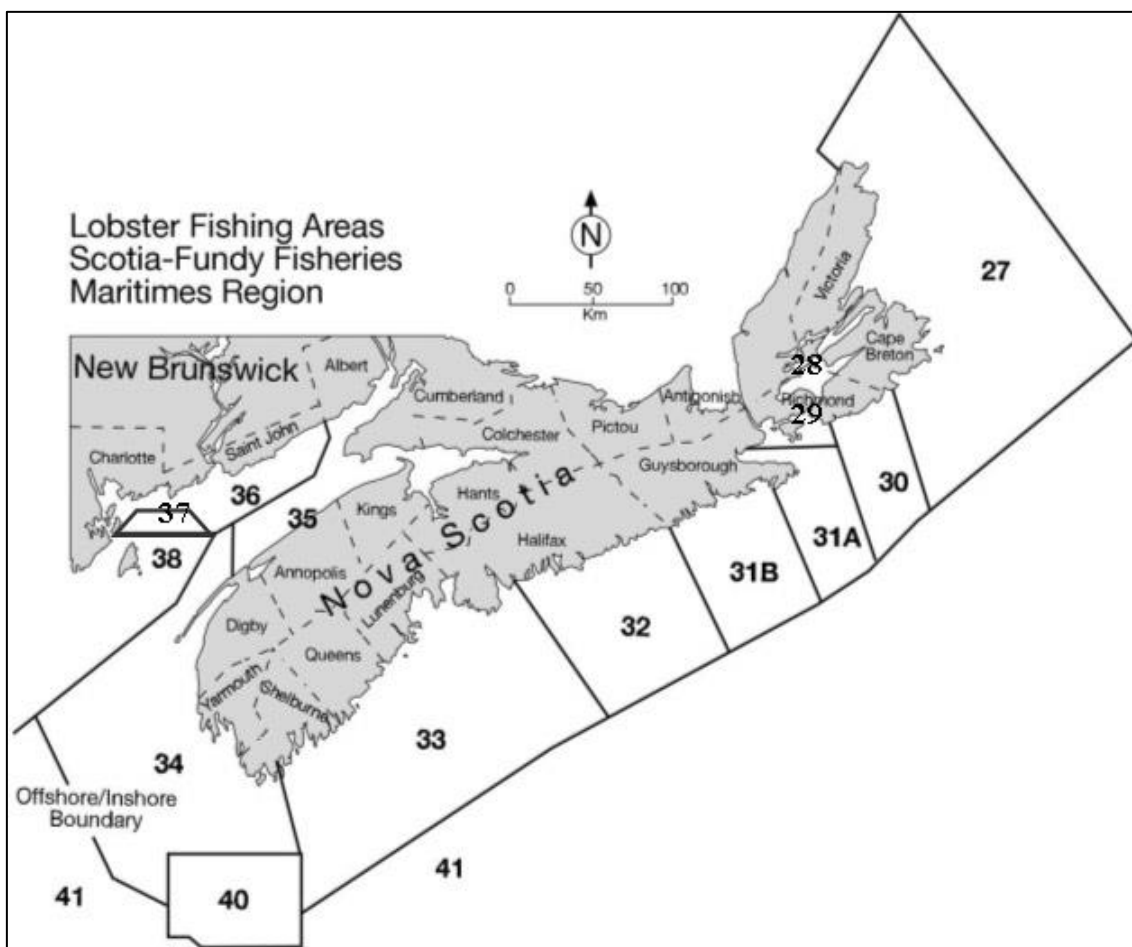 Lobster Fishing Areas
Scotia-Fundy Fisheries
Maritimes Region
N
0 50 100
Km
27
Victoria
Cape
Breton
28
Richmond
29
New Brunswick
Albert
Cumberland
Antigonish
Pictou
Colchester
Saint John
Charlotte
Guysborough
36
Hants
30
37
35
Kings
Nova Scotia
31A
38
Halifax
31B
Annopolis
Lunenburg
Digby
32
Queens
Yarmouth
Shelburne
33
34
Offshore/Inshore
Boundary
41
40
41